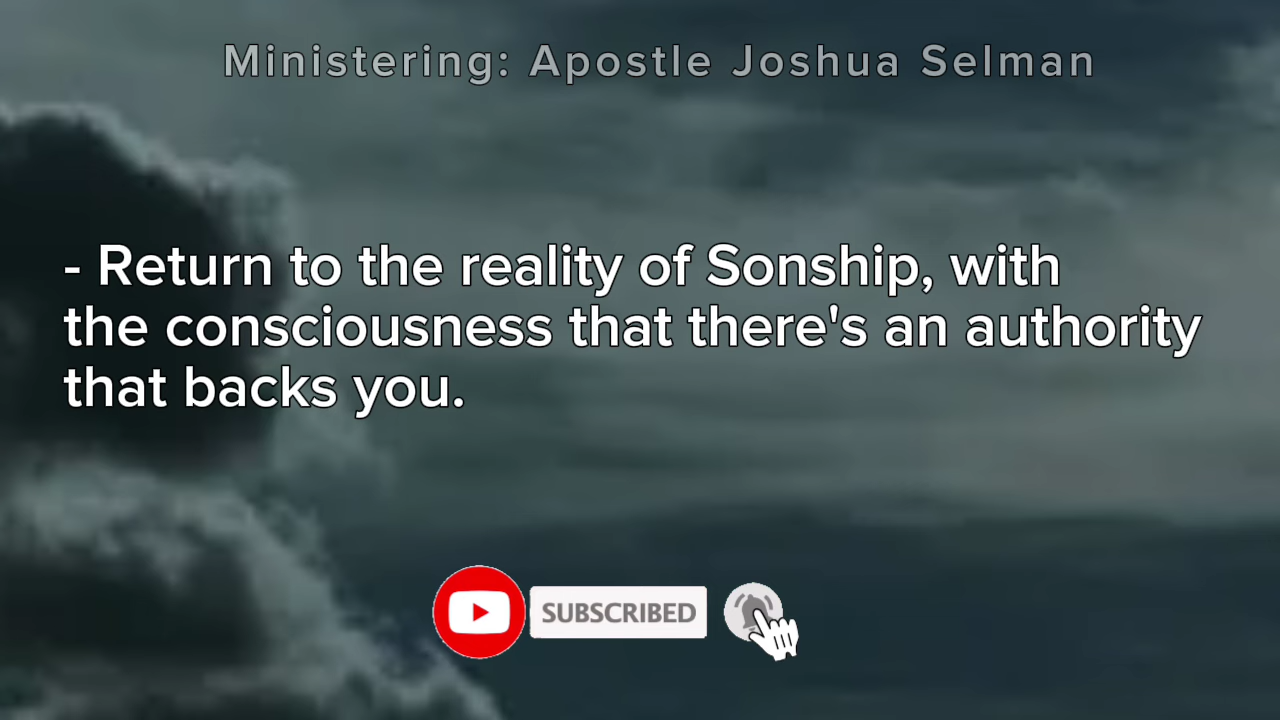 Ministering: Apostle Joshua Selman
- Return to the reality of Sonship, with
the consciousness that there's an authority
that backs you.
SUBSCRIBED